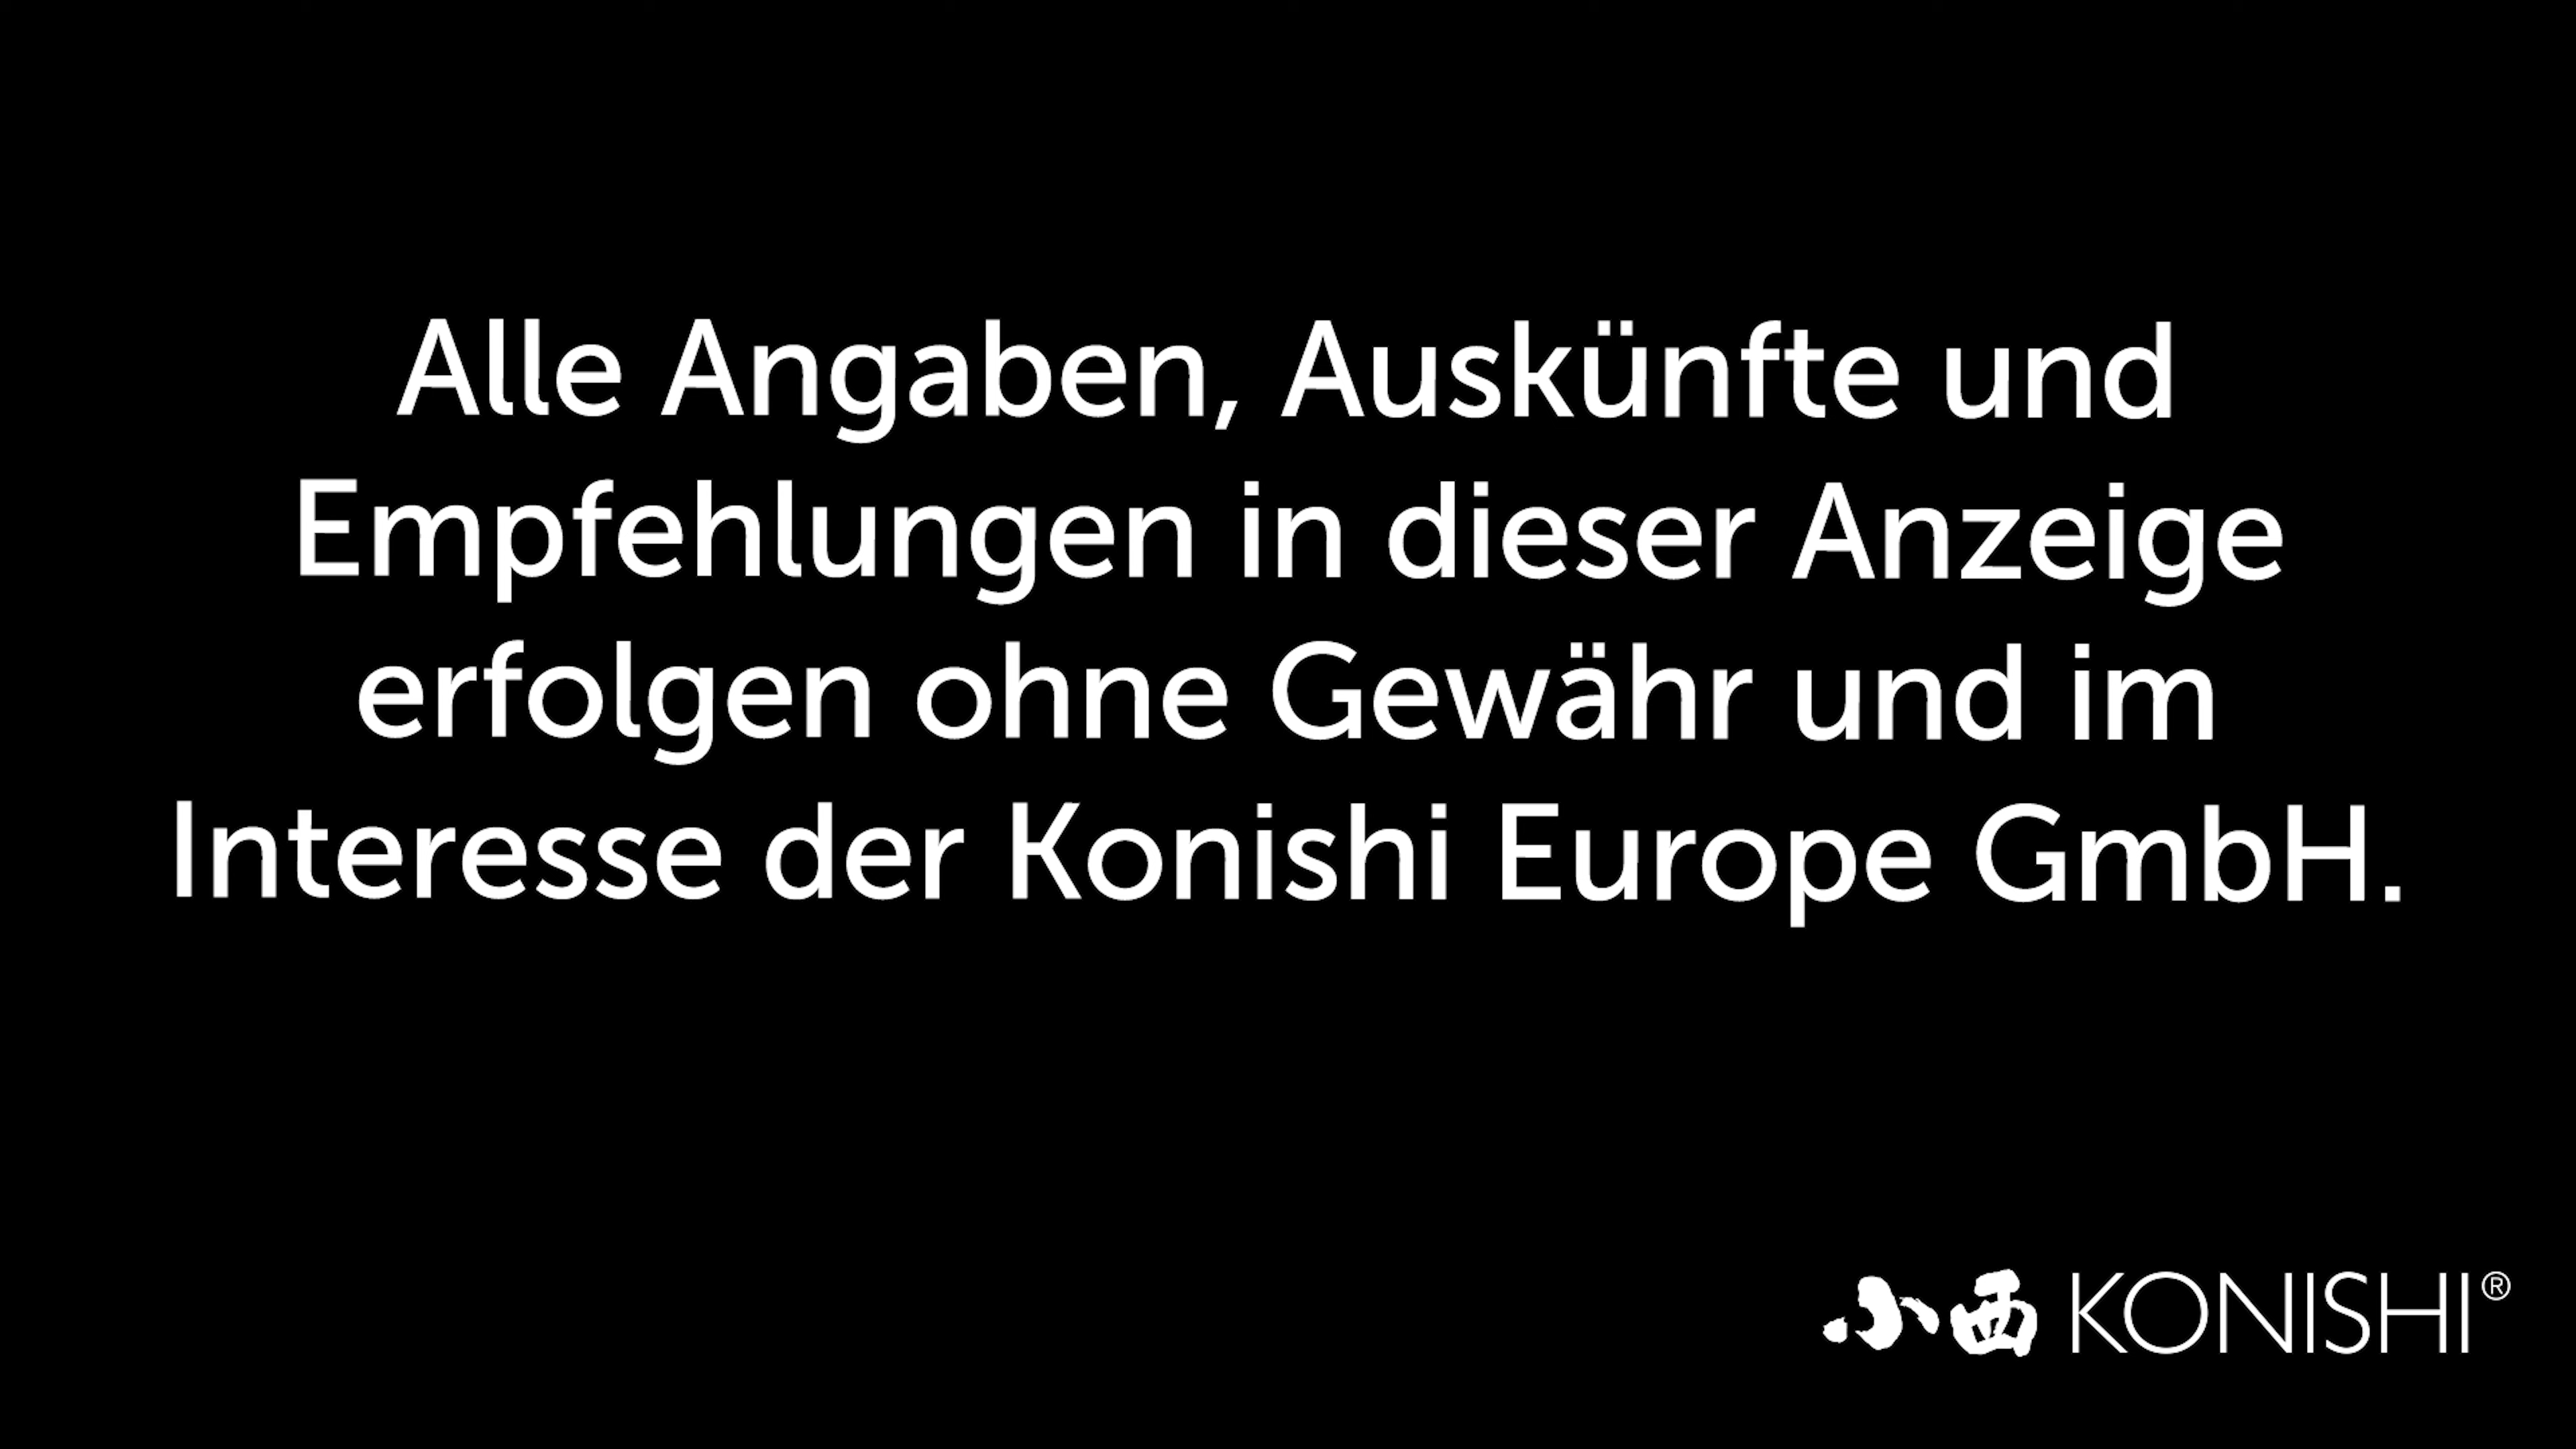 Alle Angaben, Auskünfte und
Empfehlungen in dieser Anzeige
erfolgen ohne Gewähr und im
Interesse der Konishi Europe GmbH.
小西 KONISHI®